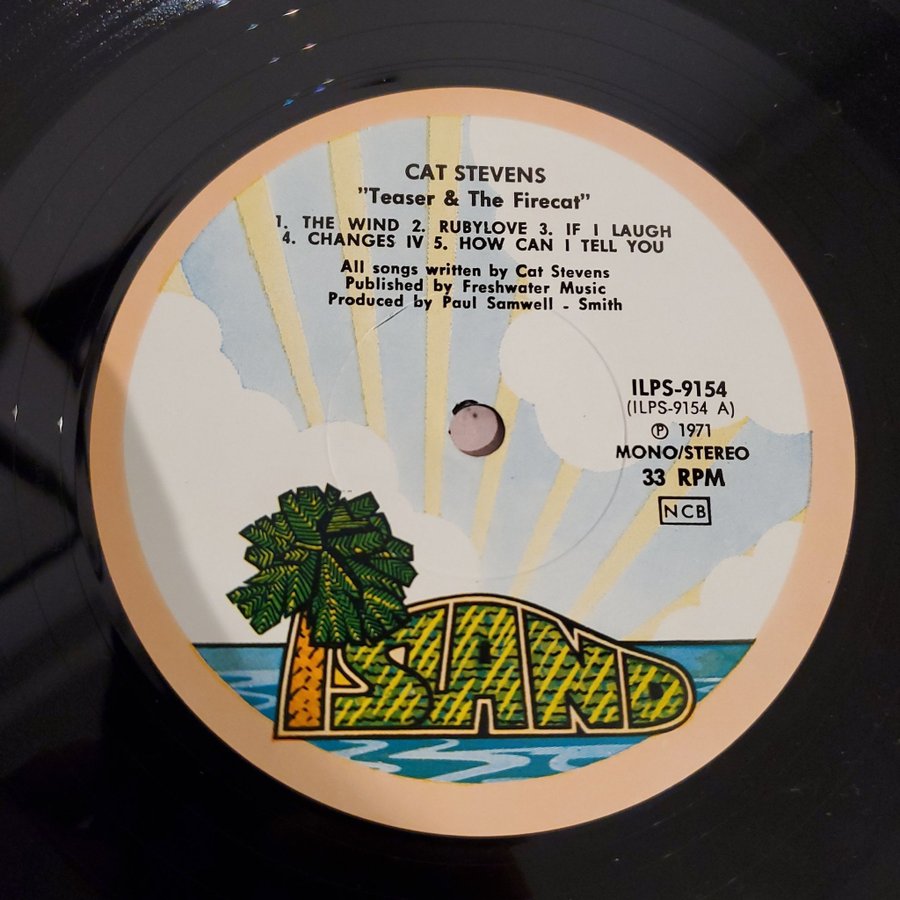 CAT STEVENS
"Teaser & The Firecat"
1. THE WIND 2. RUBYLOVE 3. IF I LAUGH
4. CHANGES IV 5. HOW CAN I TELL YOU
All songs written by Cat Stevens
Published by Freshwater Music
Produced by Paul Samwell - Smith
ILPS-9154
(ILPS-9154 A)
℗ 1971
MONO/STEREO
33 RPM
NCB
ISLAND